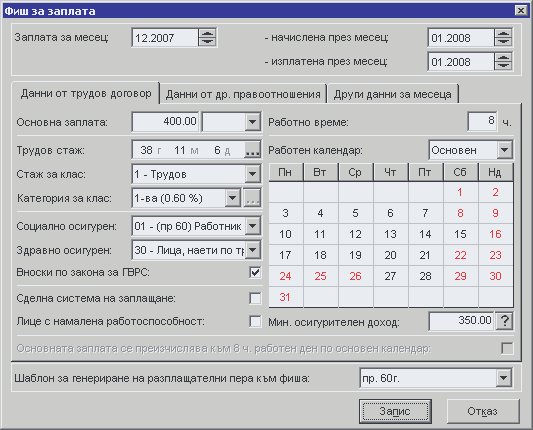 Фиш за заплата
Заплата за месец: 12.2007 - начислена през месец: 01.2008
- изплатена през месец: 01.2008
Данни от трудов договор Данни от др. правоотношения Други данни за месеца
Основна заплата: 400.00 Работно време: 8 ч.
Трудов стаж: 38 г 11 м 6 д ... Работен календар: Основен
Стаж за клас: 1 - Трудов
Категория за клас: 1-ва (0.60 %) ...
Социално осигурен: 01 - (пр 60) Работник
Здравно осигурен: 30 - Лица, наети по тр
Вноски по закона за ГВРС:
Сделна система на заплащане:
Лице с намалена работоспособност:
Пн Вт Ср Чт Пт Сб Нд
1 2
3 4 5 6 7 8 9
10 11 12 13 14 15 16
17 18 19 20 21 22 23
24 25 26 27 28 29 30
31
Мин. осигурителен доход: 350.00 ?
Основната заплата се преизчислява към 8 ч. работен ден по основен календар:
Шаблон за генериране на разплащателни пера към фиша: пр. 60г.
Запис Отказ